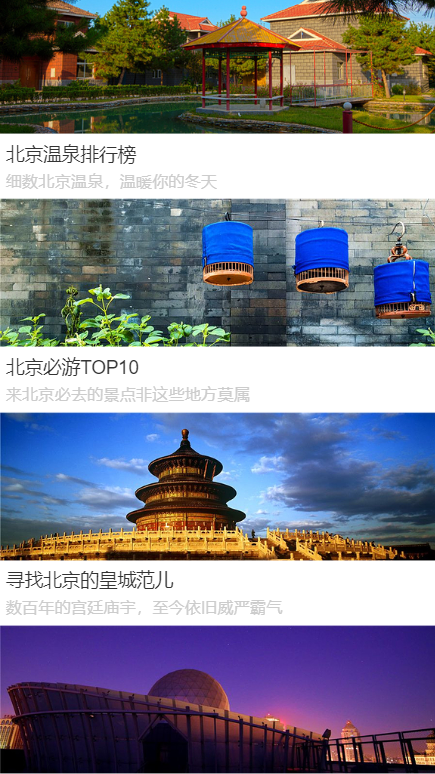 北京温泉排行榜
细数北京温泉，温暖你的冬天
北京必游TOP10
来北京必去的景点非这些地方莫属
寻找北京的皇城范儿
数百年的宫廷庙宇，至今依旧威严霸气